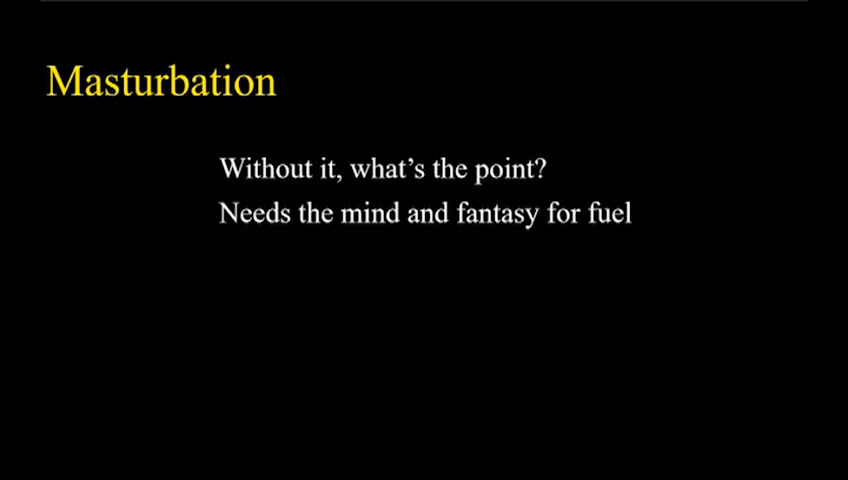 Masturbation
Without it, what’s the point?
Needs the mind and fantasy for fuel